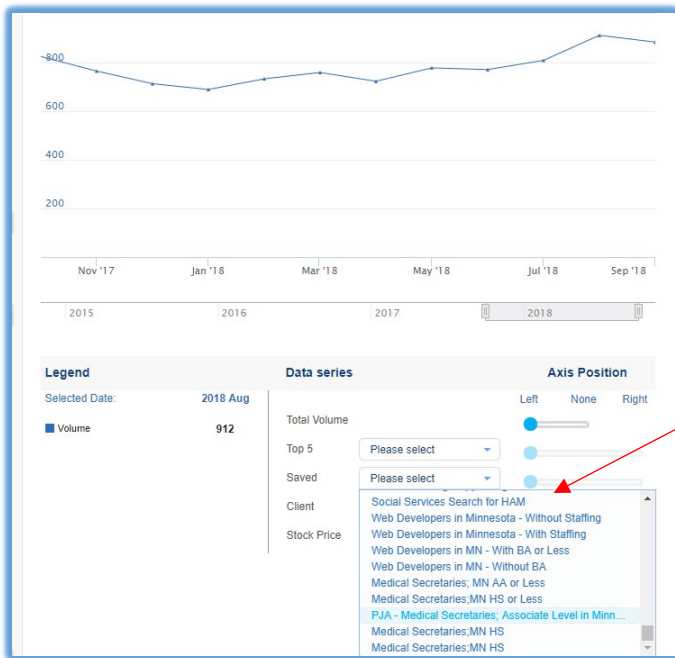 800
600
400
200
Nov '17 Jan '18 Mar '18 May '18 Jul '18 Sep '18
2015 2016 2017 2018
Legend Data series Axis Position
Selected Date: 2018 Aug Left None Right
Volume 912 Total Volume
Top 5 Please select
Saved Please select
Client
Stock Price
Social Services Search for HAM
Web Developers in Minnesota - Without Staffing
Web Developers in Minnesota - With Staffing
Web Developers in MN - With BA or Less
Web Developers in MN - Without BA
Medical Secretaries; MN AA or Less
Medical Secretaries;MN HS or Less
PJA - Medical Secretaries; Associate Level in Minn...
Medical Secretaries;MN HS
Medical Secretaries;MN HS